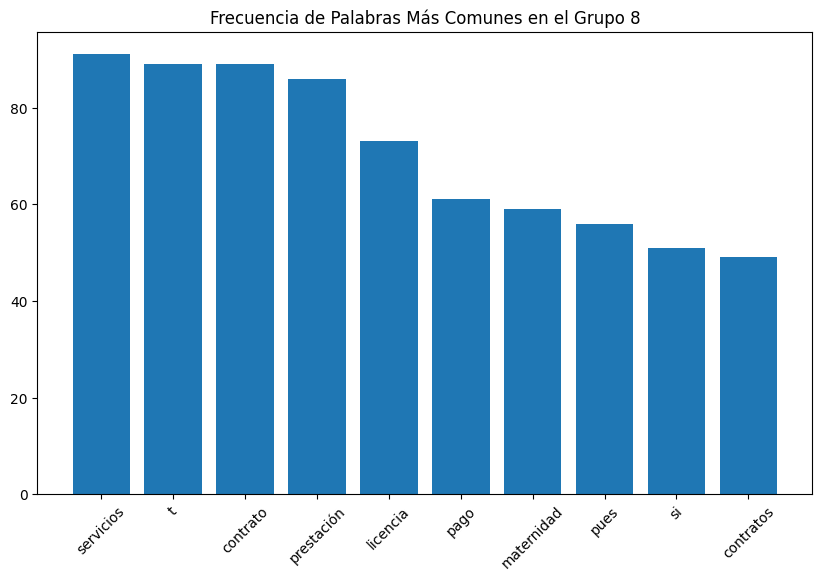 Frecuencia de Palabras Más Comunes en el Grupo 8
80
60
40
20
0
servicios
t
contrato
prestación
licencia
pago
maternidad
pues
si
contratos